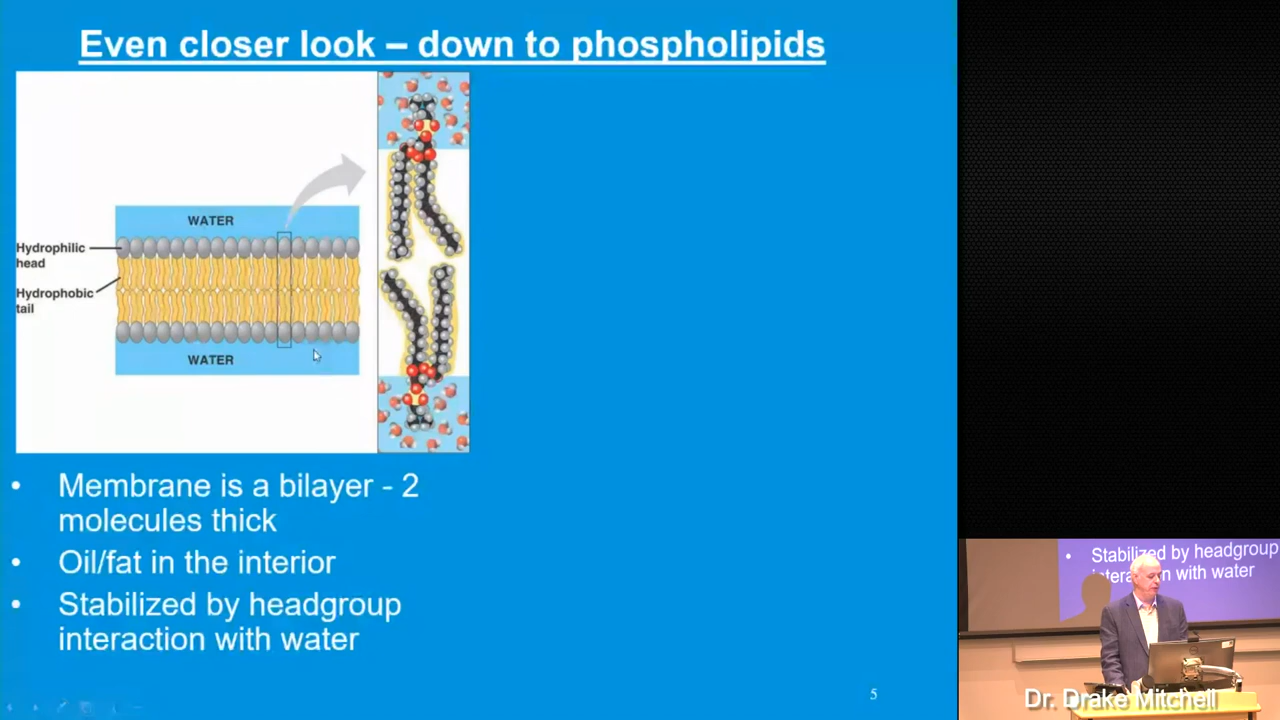 Even closer look – down to phospholipids
WATER
Hydrophilic
head
Hydrophobic
tail
WATER
• Membrane is a bilayer - 2
molecules thick
• Oil/fat in the interior
• Stabilized by headgroup
interaction with water
5
• Stabilized by headgroup
interaction with water
Dr. Drake Mitchell